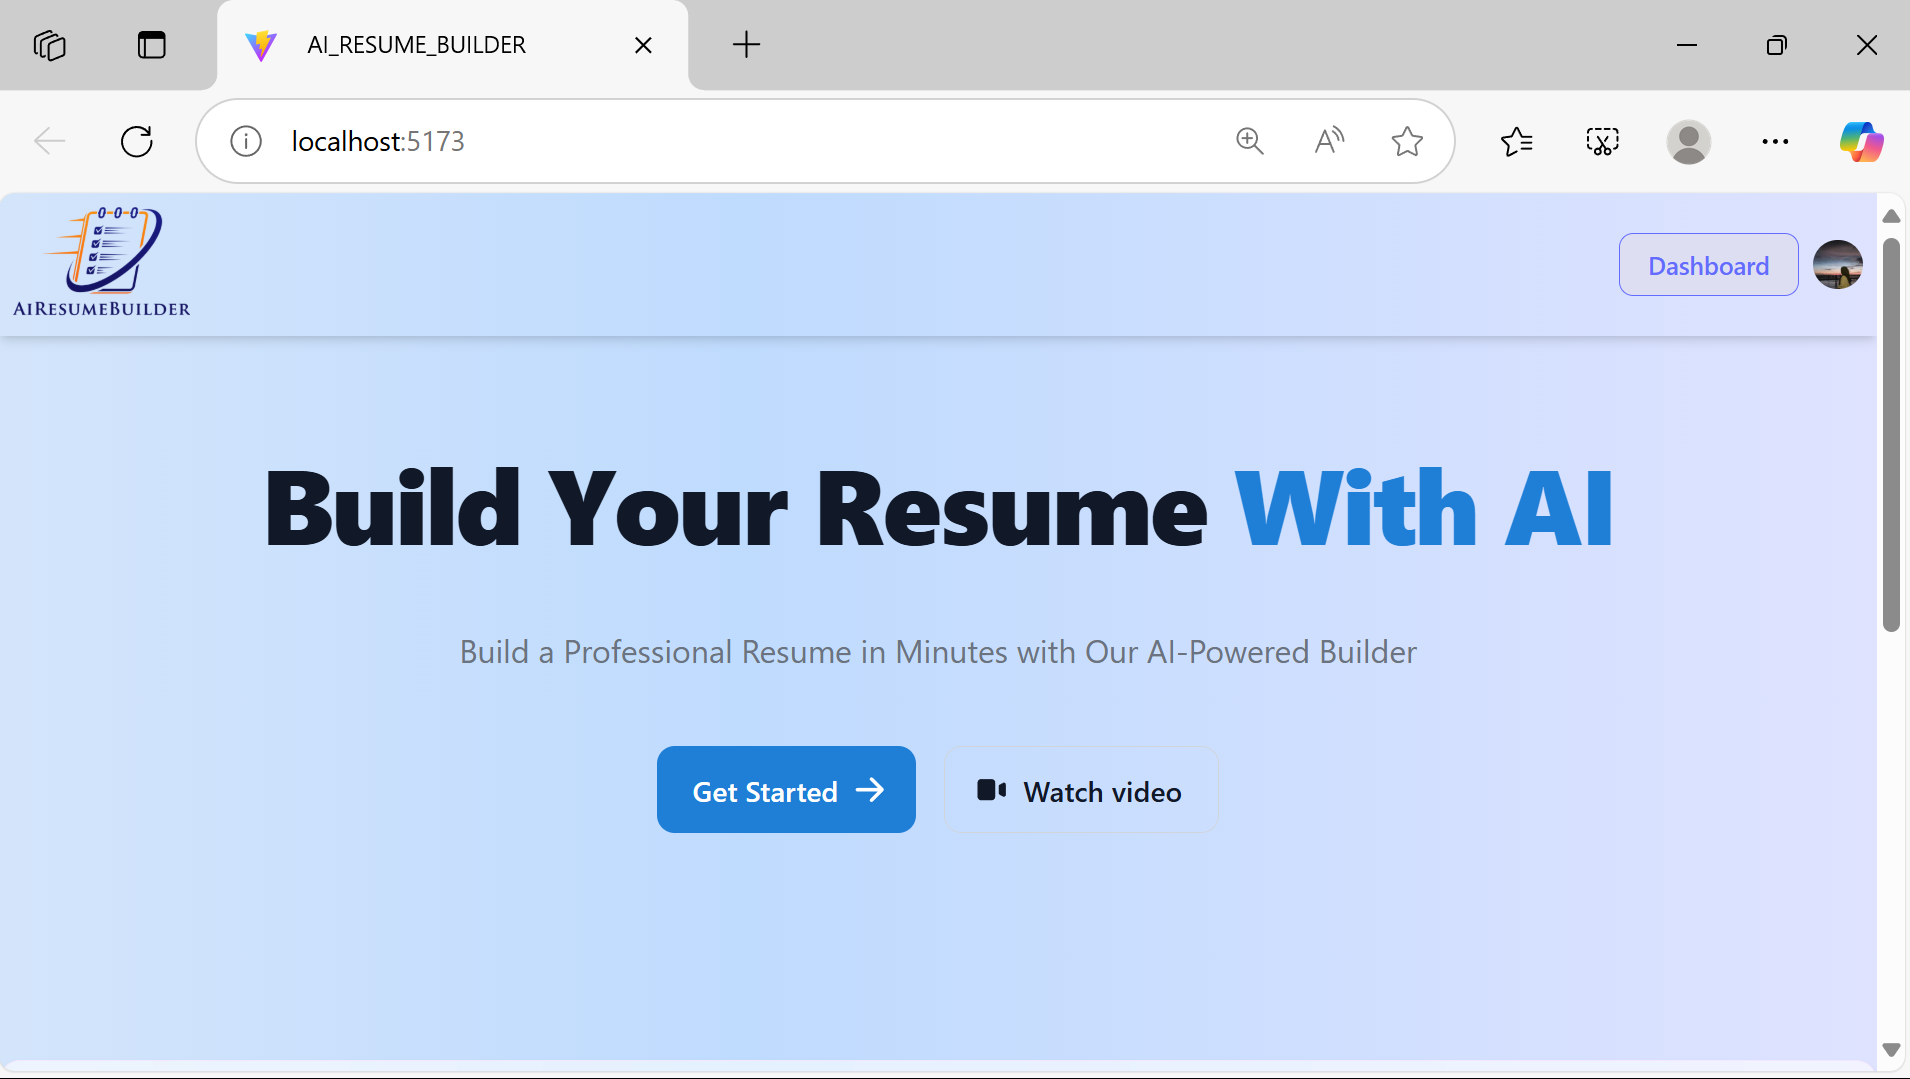 AI_RESUME_BUILDER
localhost:5173
AIRESUMEBUILDER
Dashboard
Build Your Resume With AI
Build a Professional Resume in Minutes with Our AI-Powered Builder
Get Started
Watch video